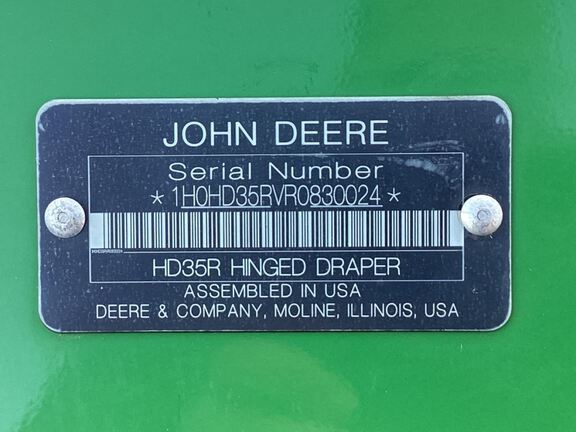 JOHN DEERE
Serial Number
*1H0HD35RVR0830024*
HD35R HINGED DRAPER
ASSEMBLED IN USA
DEERE & COMPANY, MOLINE, ILLINOIS, USA